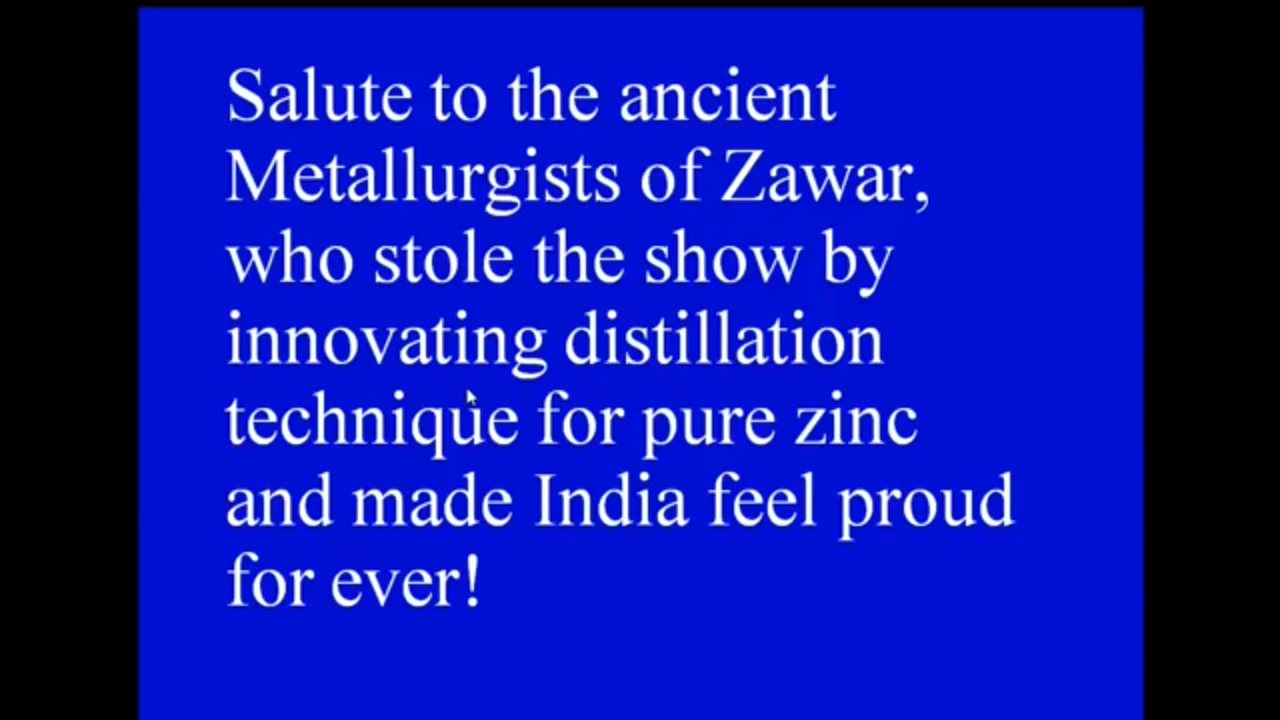 Salute to the ancient
Metallurgists of Zawar,
who stole the show by
innovating distillation
technique for pure zinc
and made India feel proud
for ever!